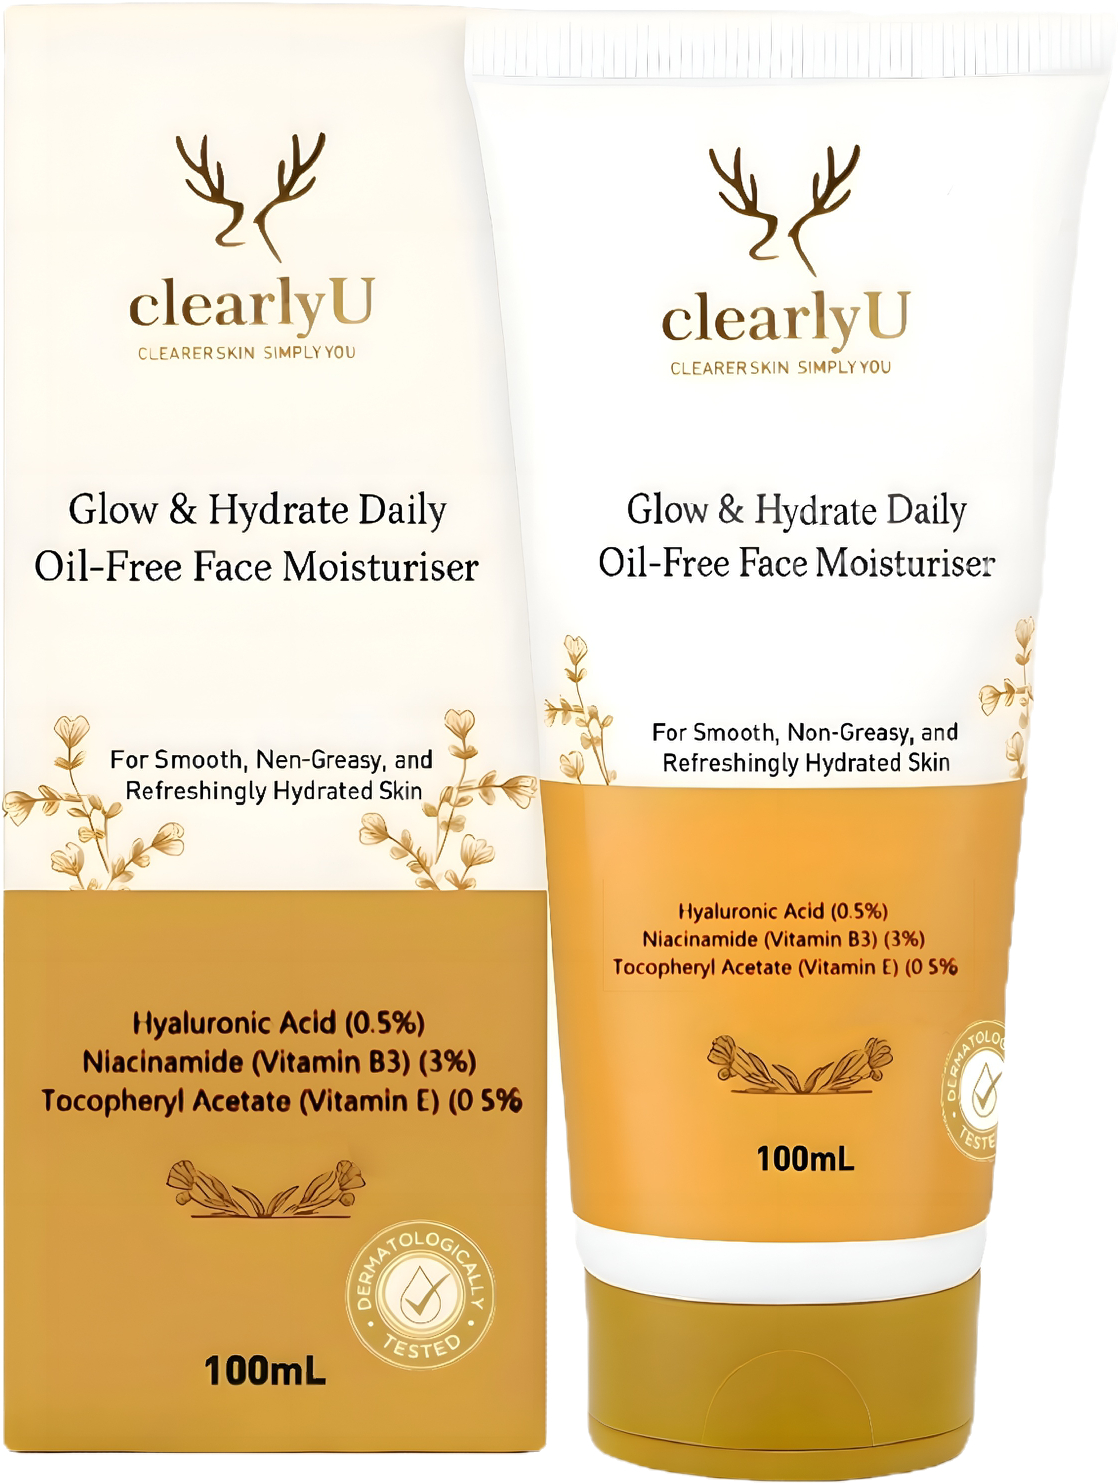 clearlyU
CLEARER SKIN SIMPLY YOU
Glow & Hydrate Daily
Oil-Free Face Moisturiser
For Smooth, Nen-Greasy, and
Refreshingly Hydrated Skin
Hyaluronic Acid (0.5%)
Niacinamide (Vitamin B3) (3%)
Tocopheryl Acetate (Vitamin E) (0 5%
DERMATOLOGICALLY
TESTED
100mL
clearlyU
CLEARER SKIN SIMPLY YOU
Glow & Hydrate Daily
Oil-Free Face Moisturiser
For Smooth, Non-Greasy, and
Refreshingly Hydrated Skin
Hyaluronic Acid (0.5%)
Niacinamide (Vitamin B3) (3%)
Tocopheryl Acetate (Vitamin E) (0 5%
DERMATOLOG
TESTE
100mL